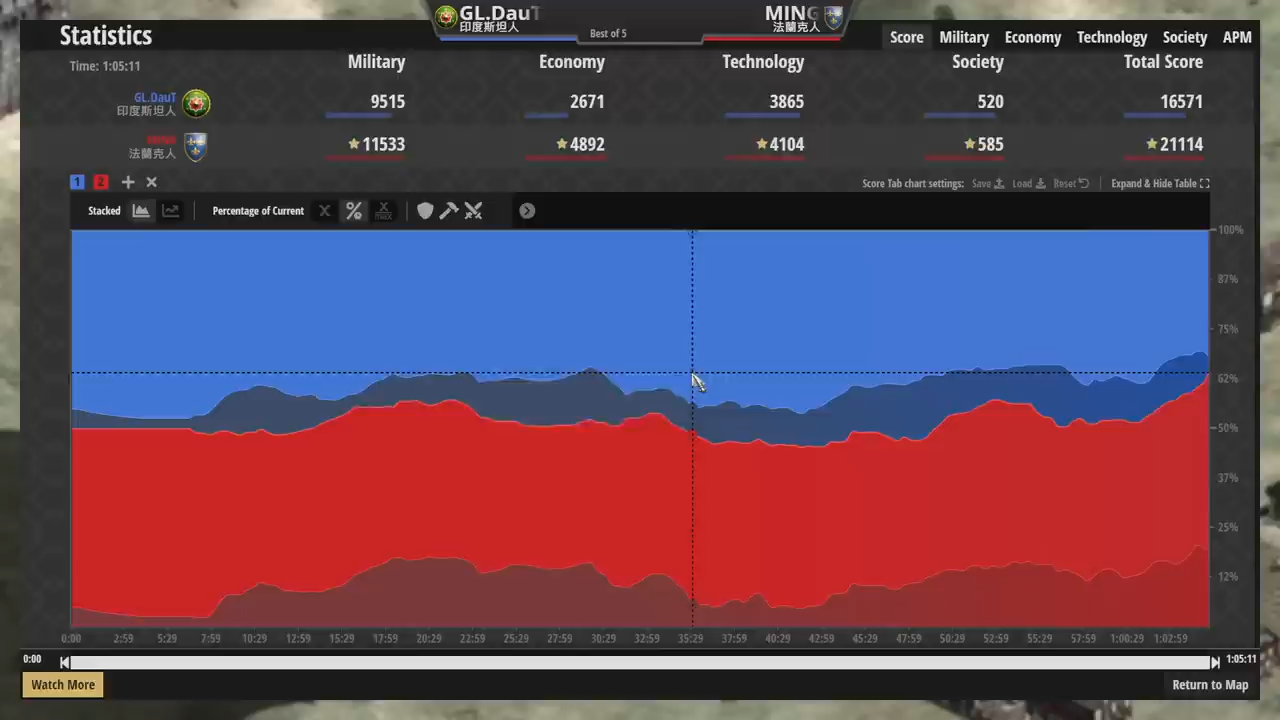 GL.DauT
印度斯坦人
Best of 5
MING
法蘭克人
Statistics
Score Military Economy Technology Society APM
Time: 1:05:11
Military Economy Technology Society Total Score
GL.DauT
印度斯坦人
9515 2671 3865 520 16571
MING
法蘭克人
11533 4892 4104 585 21114
1 2
Score Tab chart settings: Save Load Reset Expand & Hide Table
Stacked Percentage of Current X % X MAX
100%
87%
75%
62%
50%
37%
25%
12%
0:00 2:59 5:29 7:59 10:29 12:59 15:29 17:59 20:29 22:59 25:29 27:59 30:29 32:59 35:29 37:59 40:29 42:59 45:29 47:59 50:29 52:59 55:29 57:59 1:00:29 1:02:59
0:00 1:05:11
Watch More Return to Map